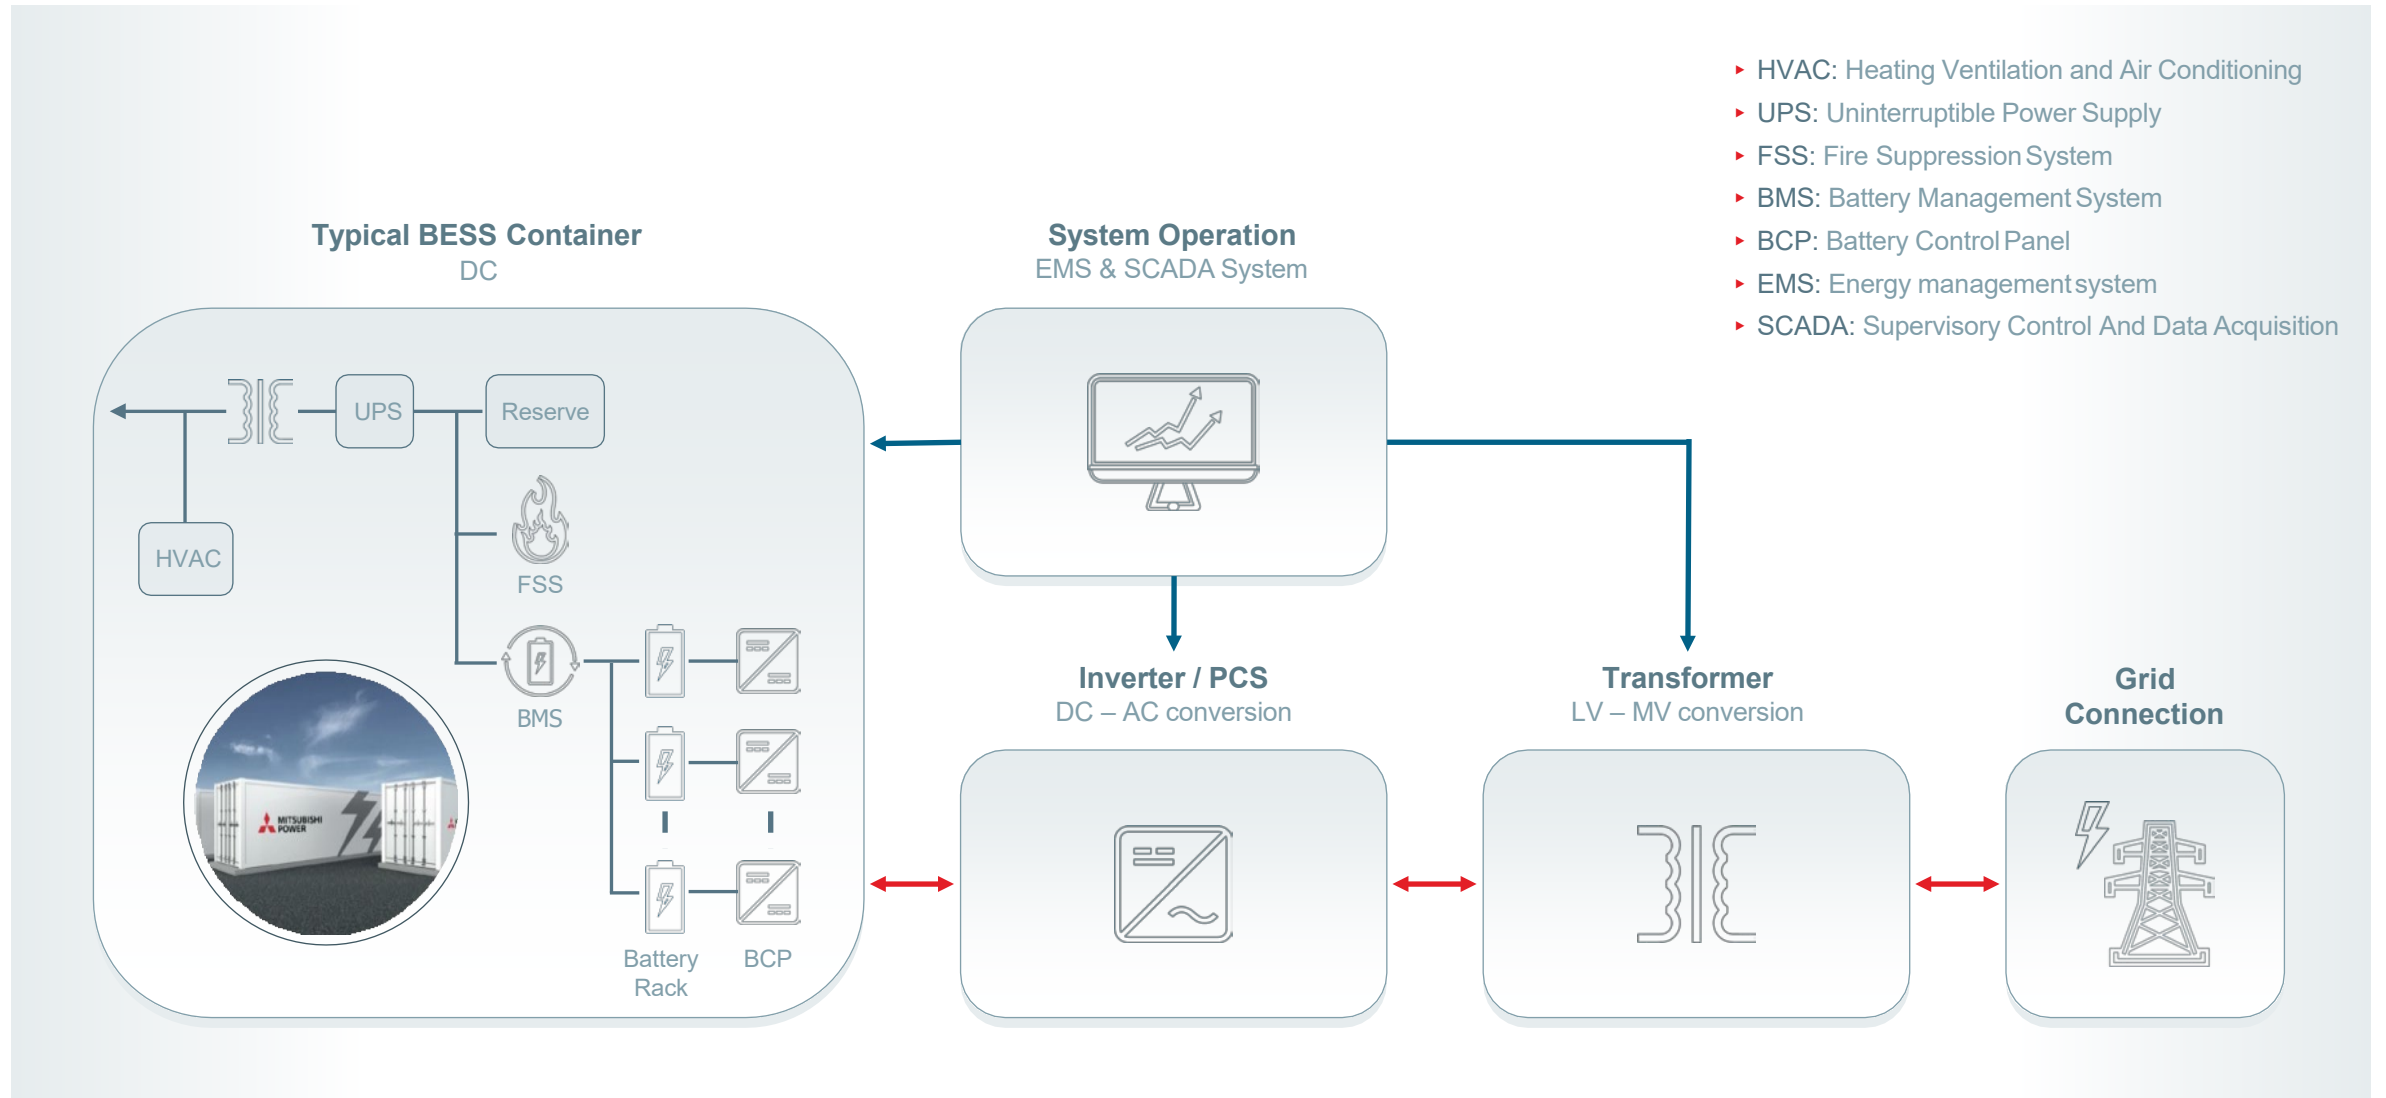 HVAC: Heating Ventilation and Air Conditioning
UPS: Uninterruptible Power Supply
FSS: Fire Suppression System
BMS: Battery Management System
BCP: Battery Control Panel
EMS: Energy management system
SCADA: Supervisory Control And Data Acquisition
Typical BESS Container
DC
System Operation
EMS & SCADA System
UPS
Reserve
HVAC
FSS
BMS
MITSUBISHI
POWER
Battery
Rack
BCP
Inverter / PCS
DC – AC conversion
Transformer
LV – MV conversion
Grid
Connection